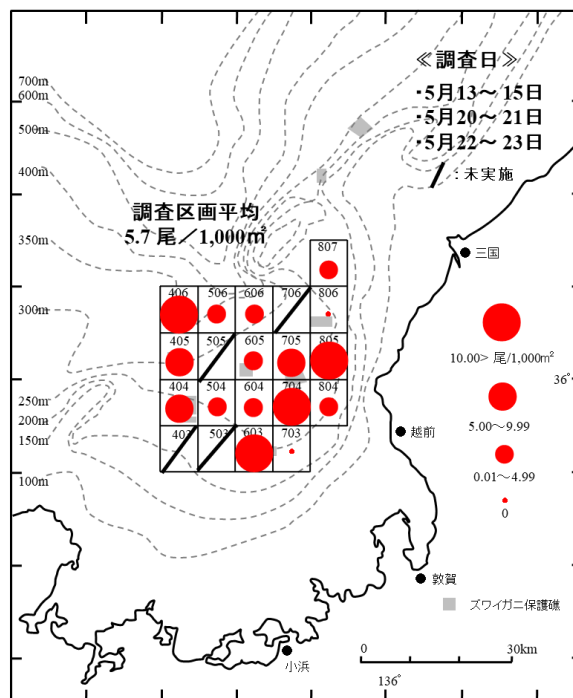 ≪調査日≫
・5月13～15日
・5月20～21日
・5月22～23日
：未実施
700m
600m
500m
400m
350m
300m
250m
200m
150m
100m
調査区画平均
5.7 尾／1,000㎡
807
406 506 606 706 806
405 505 605 705 805
404 504 604 704 804
403 503 603 703
三国
越前
敦賀
小浜
10.00> 尾/1,000m²
5.00～9.99
0.01～4.99
0
36°
ズワイガニ保護礁
0 30km
136°